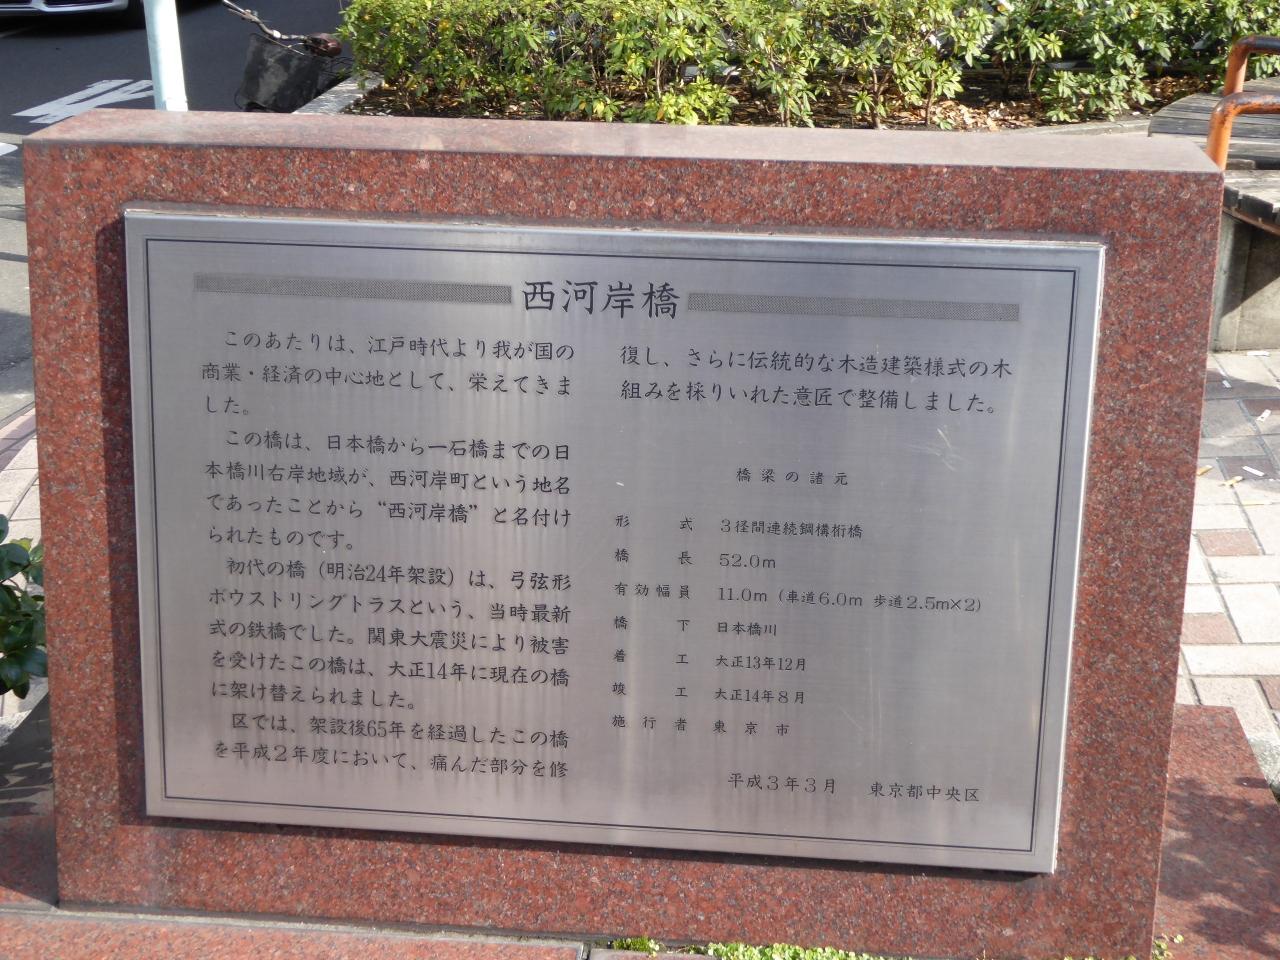 西河岸橋
このあたりは、江戸時代より我が国の
商業・経済の中心地として、栄えてきま
した。
この橋は、日本橋から一石橋までの日
本橋川右岸地域が、西河岸町という地名
であったことから“西河岸橋”と名付け
られたものです。
初代の橋（明治24年架設）は、弓弦形
ボウストリングトラスという、当時最新
式の鉄橋でした。関東大震災により被害
を受けたこの橋は、大正14年に現在の橋
に架け替えられました。
区では、架設後65年を経過したこの橋
を平成２年度において、痛んだ部分を修
復し、さらに伝統的な木造建築様式の木
組みを採りいれた意匠で整備しました。
橋梁の諸元
形式 ３径間連続鋼構桁橋
橋長 52.0m
有効幅員 11.0m（車道6.0m 歩道2.5m×2）
橋下 日本橋川
着工 大正13年12月
竣工 大正14年８月
施行者 東京市
平成３年３月 東京都中央区